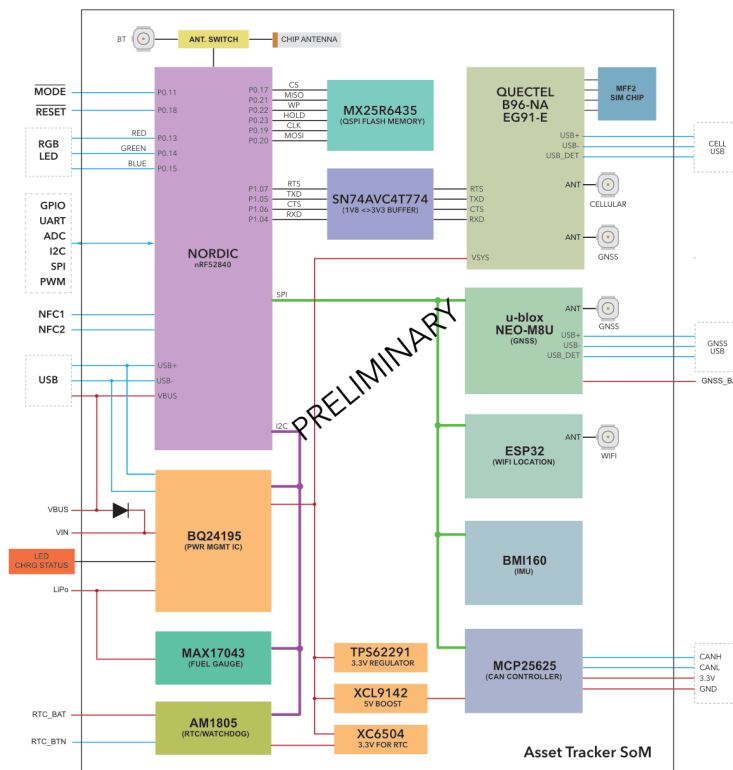 BT
ANT. SWITCH
CHIP ANTENNA
MODE
RESET
RGB
LED
RED
GREEN
BLUE
GPIO
UART
ADC
I2C
SPI
PWM
NFC1
NFC2
USB
P0.11
P0.18
P0.13
P0.14
P0.15
USB+
USB-
VBUS
NORDIC
nRF52840
P0.17
P0.21
P0.22
P0.23
P0.19
P0.20
P1.07
P1.05
P1.06
P1.04
CS
MISO
WP
HOLD
CLK
MOSI
MX25R6435
(QSPI FLASH MEMORY)
RTS
TXD
CTS
RXD
SN74AVC4T774
(1V8 <>3V3 BUFFER)
QUECTEL
B96-NA
EG91-E
RTS
TXD
CTS
RXD
VSYS
USB+
USB-
USB_DET
ANT
ANT
MFF2
SIM CHIP
CELL
USB
CELLULAR
GNSS
SPI
I2C
PRELIMINARY
u-blox
NEO-M8U
(GNSS)
ANT
USB+
USB-
USB_DET
GNSS
GNSS
USB
GNSS_BA
ESP32
(WIFI LOCATION)
ANT
WIFI
BMI160
(IMU)
MCP25625
(CAN CONTROLLER)
CANH
CANL
3.3V
GND
VBUS
VIN
LED
CHRG STATUS
LiPo
BQ24195
(PWR MGMT IC)
MAX17043
(FUEL GAUGE)
RTC_BAT
RTC_BTN
AM1805
(RTC/WATCHDOG)
TPS62291
3.3V REGULATOR
XCL9142
5V BOOST
XC6504
3.3V FOR RTC
Asset Tracker SoM